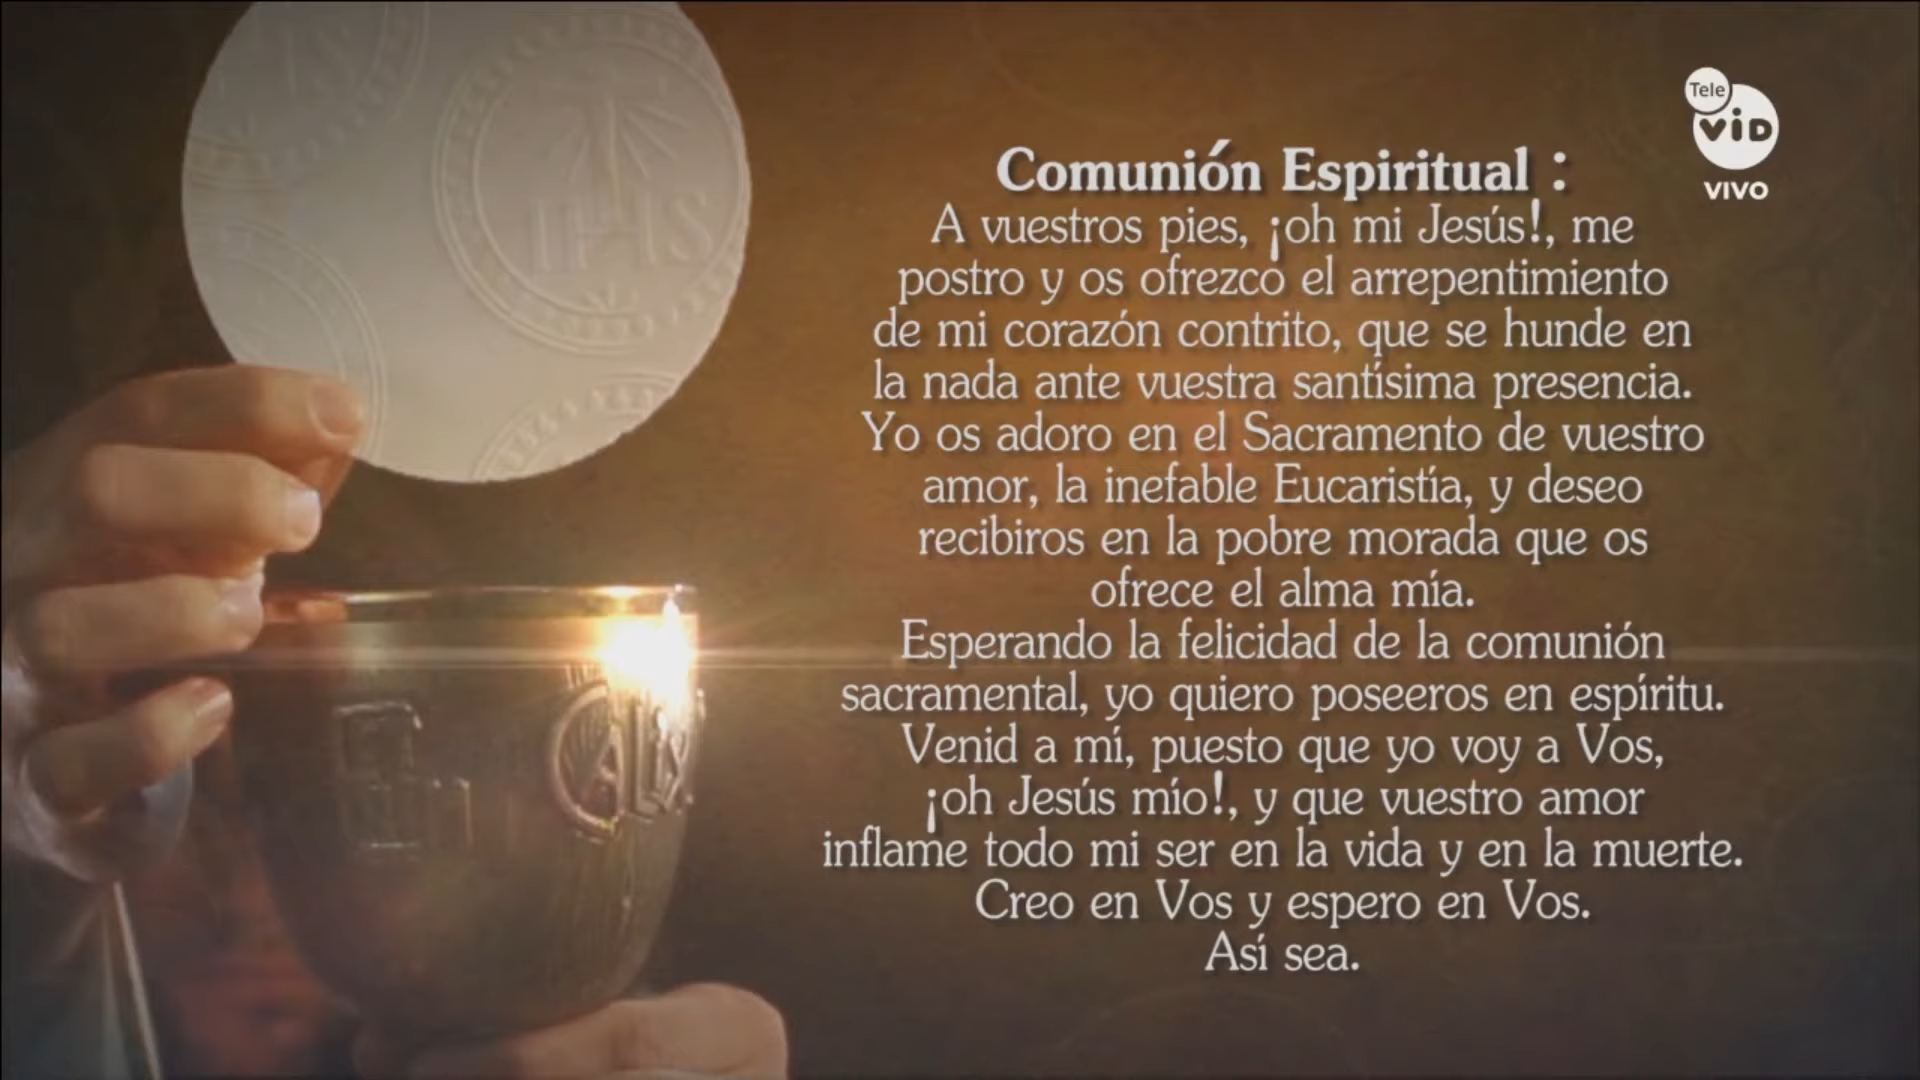 Tele
ViD
VIVO
Comunión Espiritual :
A vuestros pies, ¡oh mi Jesús!, me
postro y os ofrezco el arrepentimiento
de mi corazón contrito, que se hunde en
la nada ante vuestra santísima presencia.
Yo os adoro en el Sacramento de vuestro
amor, la inefable Eucaristía, y deseo
recibiros en la pobre morada que os
ofrece el alma mía.
Esperando la felicidad de la comunión
sacramental, yo quiero poseeros en espíritu.
Venid a mí, puesto que yo voy a Vos,
¡oh Jesús mío!, y que vuestro amor
inflame todo mi ser en la vida y en la muerte.
Creo en Vos y espero en Vos.
Así sea.
IHS